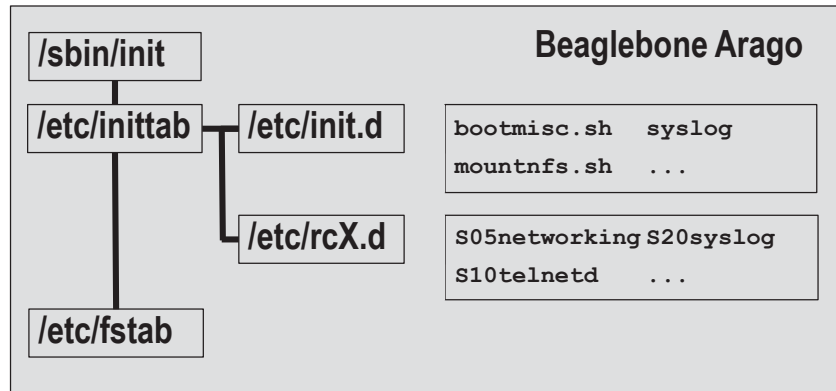 Beaglebone Arago
/sbin/init
/etc/inittab
/etc/init.d
bootmisc.sh syslog
mountnfs.sh ...
/etc/rcX.d
S05networking S20syslog
S10telnetd ...
/etc/fstab